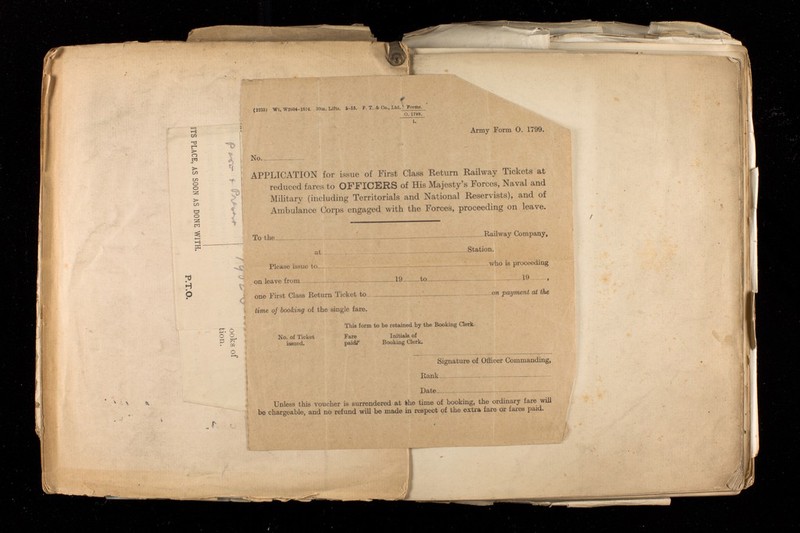 Wt. W2004—1812. 20m. Lifts. 5-15. P. T. & Co., Ltd. Forms
O. 1799.
1.
Army Form O. 1799.
No.
APPLICATION for issue of First Class Return Railway Tickets at
reduced fares to OFFICERS of His Majesty's Forces, Naval and
Military (including Territorials and National Reservists), and of
Ambulance Corps engaged with the Forces, proceeding on leave.
To the Railway Company,
at Station.
Please issue to who is proceeding
on leave from 19 to 19 ,
one First Class Return Ticket to on payment at the
time of booking of the single fare.
This form to be retained by the Booking Clerk.
No. of Ticket Fare Initials of
issued. paid Booking Clerk.
Signature of Officer Commanding,
Rank
Date
Unless this voucher is surrendered at the time of booking, the ordinary fare will
be chargeable, and no refund will be made in respect of the extra fare or fares paid.
ITS PLACE, AS SOON AS DONE WITH.
P.T.O.
ooks of
tion.